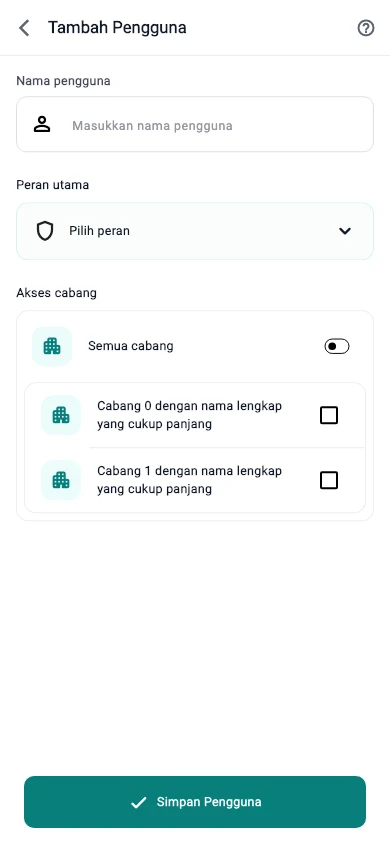 Tambah Pengguna
Nama pengguna
Masukkan nama pengguna
Peran utama
Pilih peran
Akses cabang
Semua cabang
Cabang 0 dengan nama lengkap
yang cukup panjang
Cabang 1 dengan nama lengkap
yang cukup panjang
Simpan Pengguna